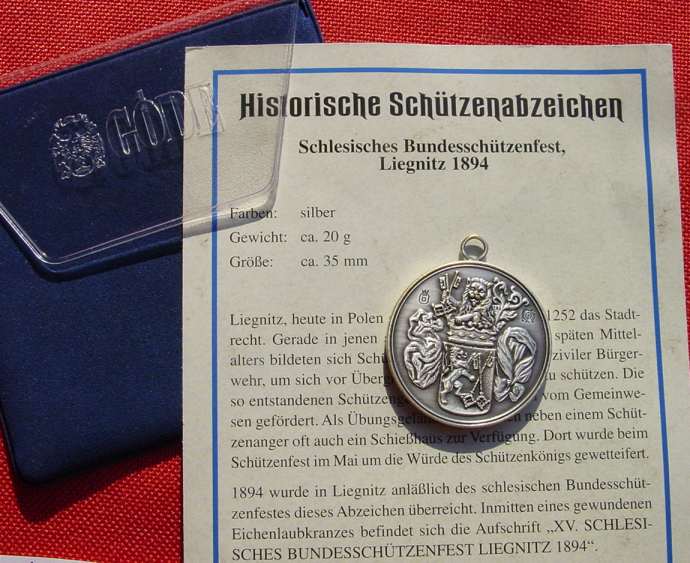 GÖDE
Historische Schützenabzeichen
Schlesisches Bundesschützenfest,
Liegnitz 1894
Farben: silber
Gewicht: ca. 20 g
Größe: ca. 35 mm
Liegnitz, heute in Polen 1252 das Stadt-
recht. Gerade in jenen späten Mittel-
alters bildeten sich Schü ziviler Bürger-
wehr, um sich vor Überg zu schützen. Die
so entstandenen Schützeng vom Gemeinwe-
sen gefördert. Als Übungsgelän neben einem Schüt-
zenanger oft auch ein Schießhaus zur Verfügung. Dort wurde beim
Schützenfest im Mai um die Würde des Schützenkönigs gewetteifert.
1894 wurde in Liegnitz anläßlich des schlesischen Bundesschüt-
zenfestes dieses Abzeichen überreicht. Inmitten eines gewundenen
Eichenlaubkranzes befindet sich die Aufschrift „XV. SCHLESI-
SCHES BUNDESSCHÜTZENFEST LIEGNITZ 1894“.